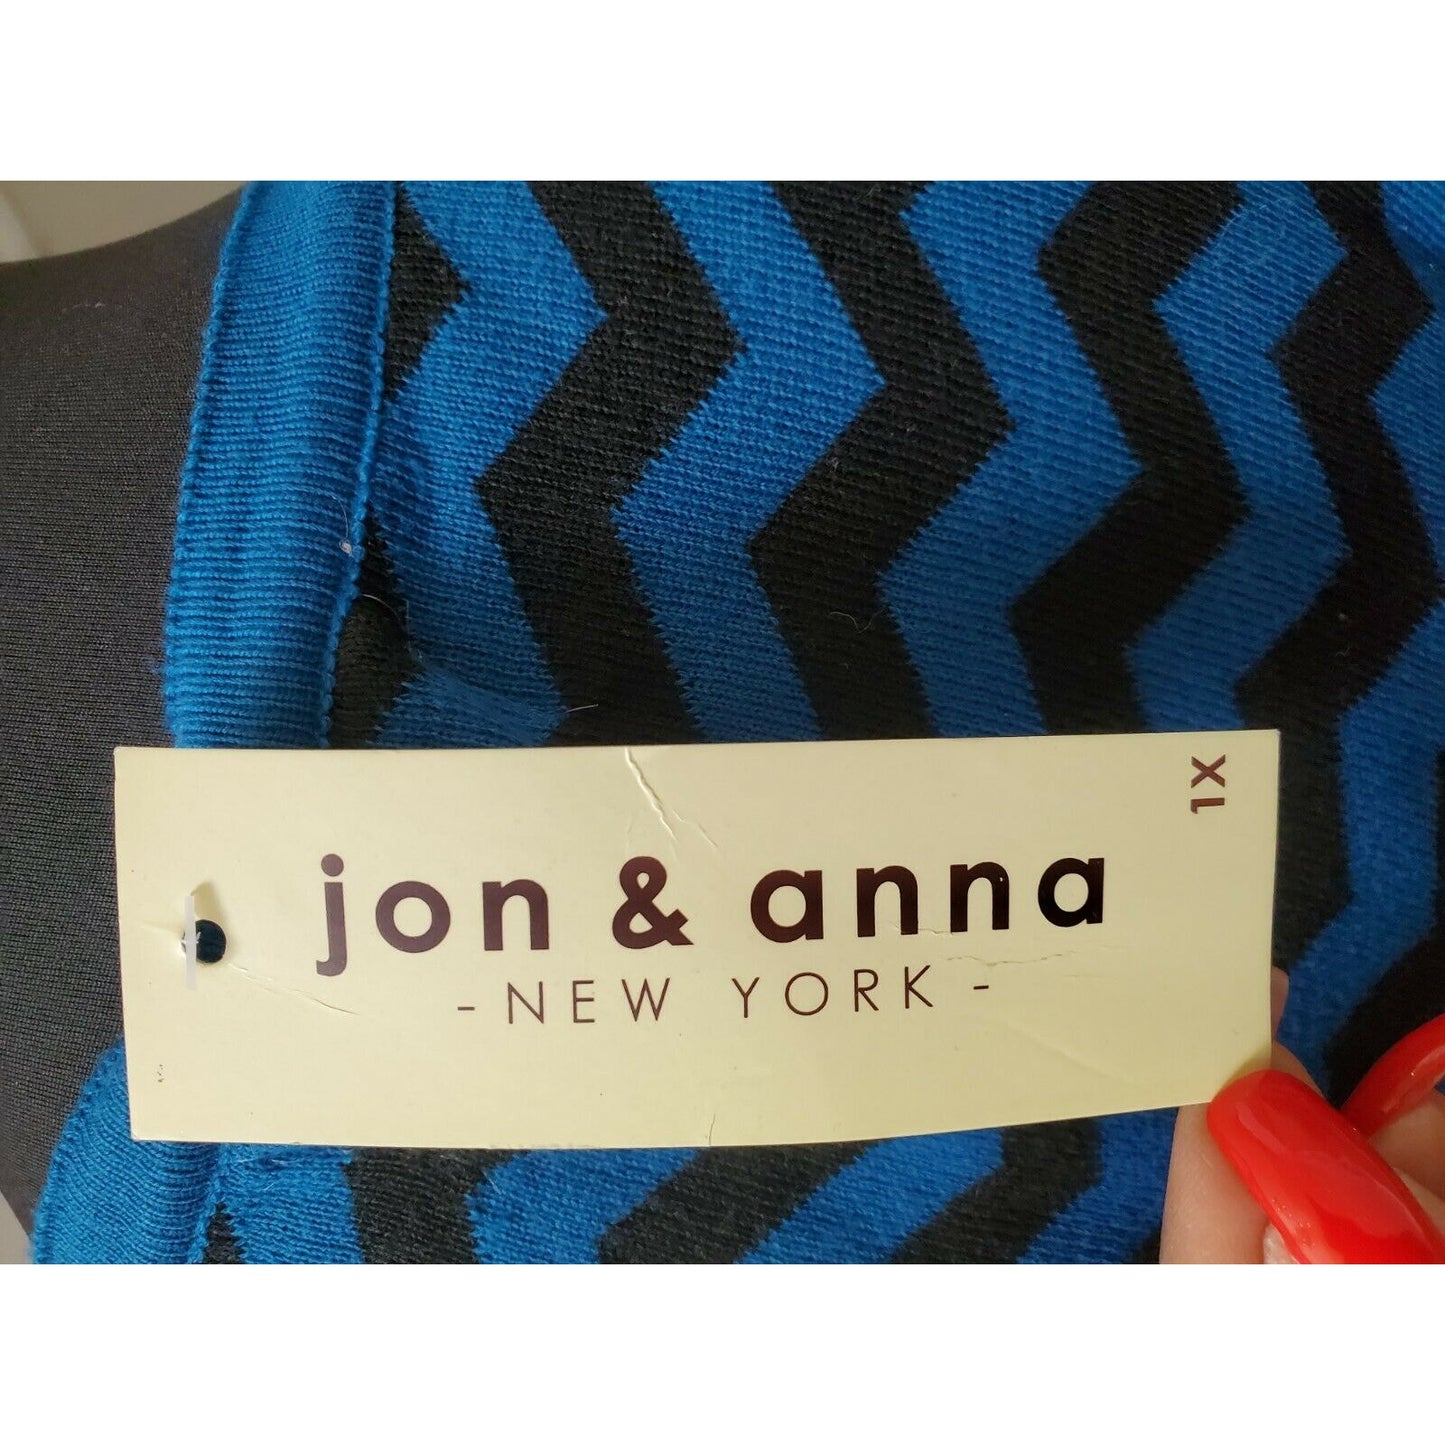 1X
jon & anna
- NEW YORK -